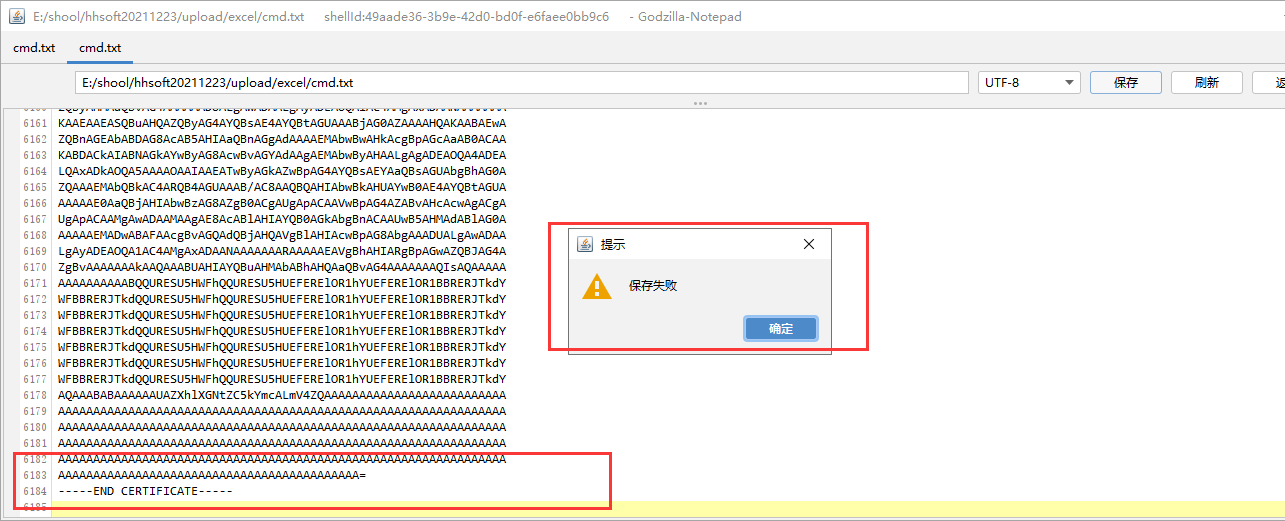 E:/shool/hhsoft20211223/upload/excel/cmd.txt shellId:49aade36-3b9e-42d0-bd0f-e6faee0bb9c6 - Godzilla-Notepad
cmd.txt cmd.txt
E:/shool/hhsoft20211223/upload/excel/cmd.txt UTF-8 保存 刷新
6161 KAAEAAEASQBuAHQAZQByAG4AYQBsAE4AYQBtAGUAAABjAG0AZAAAAHQAKAABAEwA
6162 ZQBnAGEAbABDAG8AcAB5AHIAaQBnAGgAdAAAAEMAbwBwAHkAcgBpAGcAaAB0ACAA
6163 KABDACkAIABNAGkAYwByAG8AcwBvAGYAdAAgAEMAbwByAHAALgAgADEAOQA4ADEA
6164 LQAxADkAOQA5AAAAOAAIAAEATwByAGkAZwBpAG4AYQBsAEYAaQBsAGUAbgBhAG0A
6165 ZQAAAEMAbQBkAC4ARQB4AGUAAAB/AC8AAQBQAHIAbwBkAHUAYwB0AE4AYQBtAGUA
6166 AAAAAE0AaQBjAHIAbwBzAG8AZgB0ACgAUgApACAAVwBpAG4AZABvAHcAcwAgACgA
6167 UgApACAAMgAwADAAMAAgAE8AcABlAHIAYQB0AGkAbgBnACAAUwB5AHMAdABlAG0A
6168 AAAAAEMADwABAFAAcgBvAGQAdQBjAHQAVgBlAHIAcwBpAG8AbgAAADUALgAwADAA
6169 LgAyADEAOQA1AC4AMgAxADAANAAAAAAARAAAAAEAVgBhAHIARgBpAGwAZQBJAG4A
6170 ZgBvAAAAAAAkAAQAAABUAHIAYQBuAHMAbABhAHQAaQBvAG4AAAAAAAQIsAQAAAAA
6171 AAAAAAAAAABQQURESU5HWFhQQURESU5HUEFERElOR1hYUEFERElOR1BBRERJTkdY
6172 WFBBRERJTkdQQURESU5HWFhQQURESU5HUEFERElOR1hYUEFERElOR1BBRERJTkdY
6173 WFBBRERJTkdQQURESU5HWFhQQURESU5HUEFERElOR1hYUEFERElOR1BBRERJTkdY
6174 WFBBRERJTkdQQURESU5HWFhQQURESU5HUEFERElOR1hYUEFERElOR1BBRERJTkdY
6175 WFBBRERJTkdQQURESU5HWFhQQURESU5HUEFERElOR1hYUEFERElOR1BBRERJTkdY
6176 WFBBRERJTkdQQURESU5HWFhQQURESU5HUEFERElOR1hYUEFERElOR1BBRERJTkdY
6177 WFBBRERJTkdQQURESU5HWFhQQURESU5HUEFERElOR1hYUEFERElOR1BBRERJTkdY
6178 AQAAABABAAAAAAUAZXhlXGNtZC5kYmcALmV4ZQAAAAAAAAAAAAAAAAAAAAAAAAAA
6179 AAAAAAAAAAAAAAAAAAAAAAAAAAAAAAAAAAAAAAAAAAAAAAAAAAAAAAAAAAAAAAAA
6180 AAAAAAAAAAAAAAAAAAAAAAAAAAAAAAAAAAAAAAAAAAAAAAAAAAAAAAAAAAAAAAAA
6181 AAAAAAAAAAAAAAAAAAAAAAAAAAAAAAAAAAAAAAAAAAAAAAAAAAAAAAAAAAAAAAAA
6182 AAAAAAAAAAAAAAAAAAAAAAAAAAAAAAAAAAAAAAAAAAAAAAAAAAAAAAAAAAAAAAAA
6183 AAAAAAAAAAAAAAAAAAAAAAAAAAAAAAAAAAAAAAAAAAA=
6184 -----END CERTIFICATE-----
6185
提示
保存失败
确定